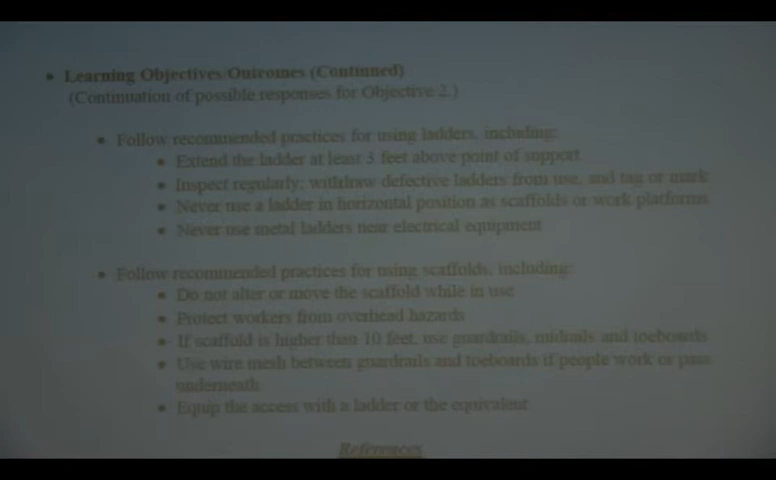 • Learning Objectives/Outcomes (Continued)
(Continuation of possible responses for Objective 2.)
• Follow recommended practices for using ladders, including:
• Extend the ladder at least 3 feet above point of support
• Inspect regularly; withdraw defective ladders from use, and tag or mark
• Never use a ladder in horizontal position as scaffolds or work platforms
• Never use metal ladders near electrical equipment
• Follow recommended practices for using scaffolds, including:
• Do not alter or move the scaffold while in use
• Protect workers from overhead hazards
• If scaffold is higher than 10 feet, use guardrails, midrails and toeboards
• Use wire mesh between guardrails and toeboards if people work or pass
underneath
• Equip the access with a ladder or the equivalent
References